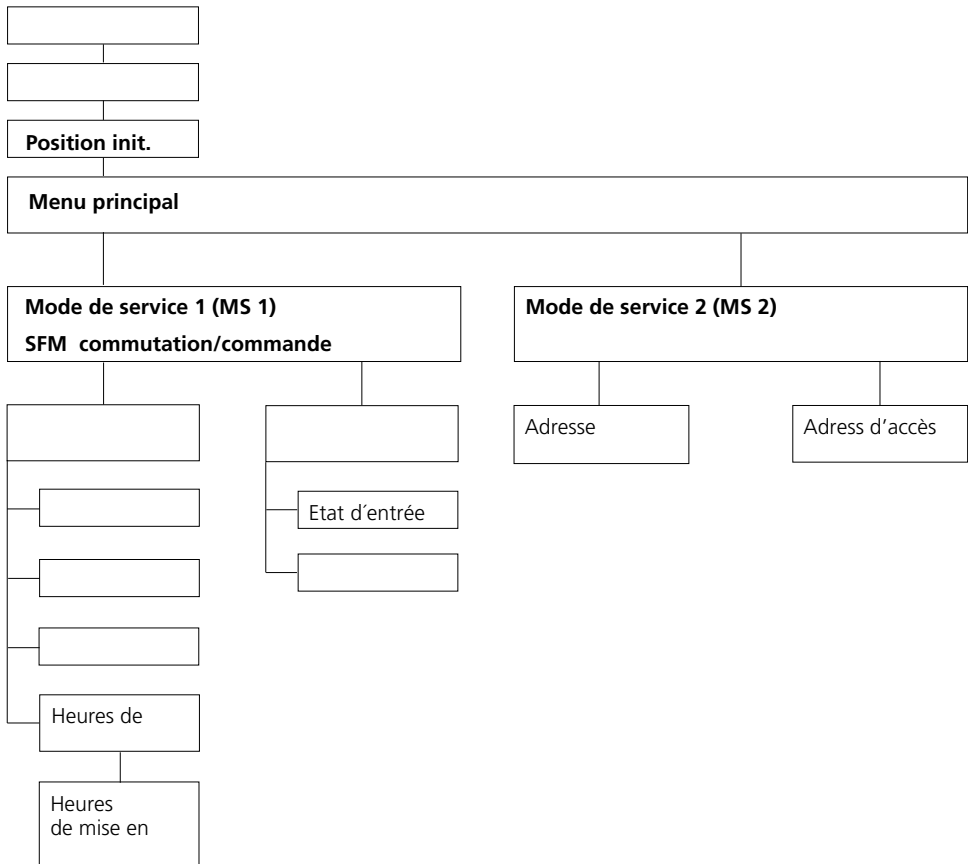 Position init.
Menu principal
Mode de service 1 (MS 1)
SFM commutation/commande
Mode de service 2 (MS 2)
Adresse
Adress d'accès
Etat d´entrée
Heures de
Heures
de mise en